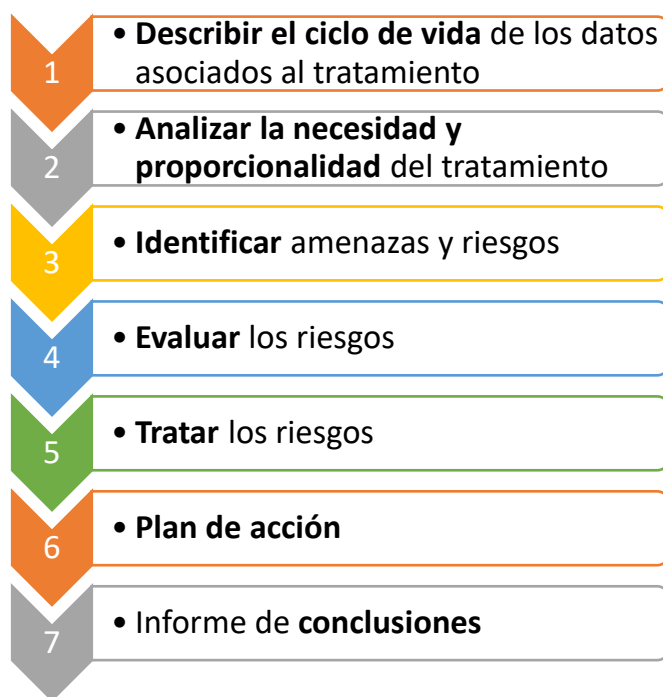 1
• Describir el ciclo de vida de los datos
asociados al tratamiento
2
• Analizar la necesidad y
proporcionalidad del tratamiento
3
• Identificar amenazas y riesgos
4
• Evaluar los riesgos
5
• Tratar los riesgos
6
• Plan de acción
7
• Informe de conclusiones